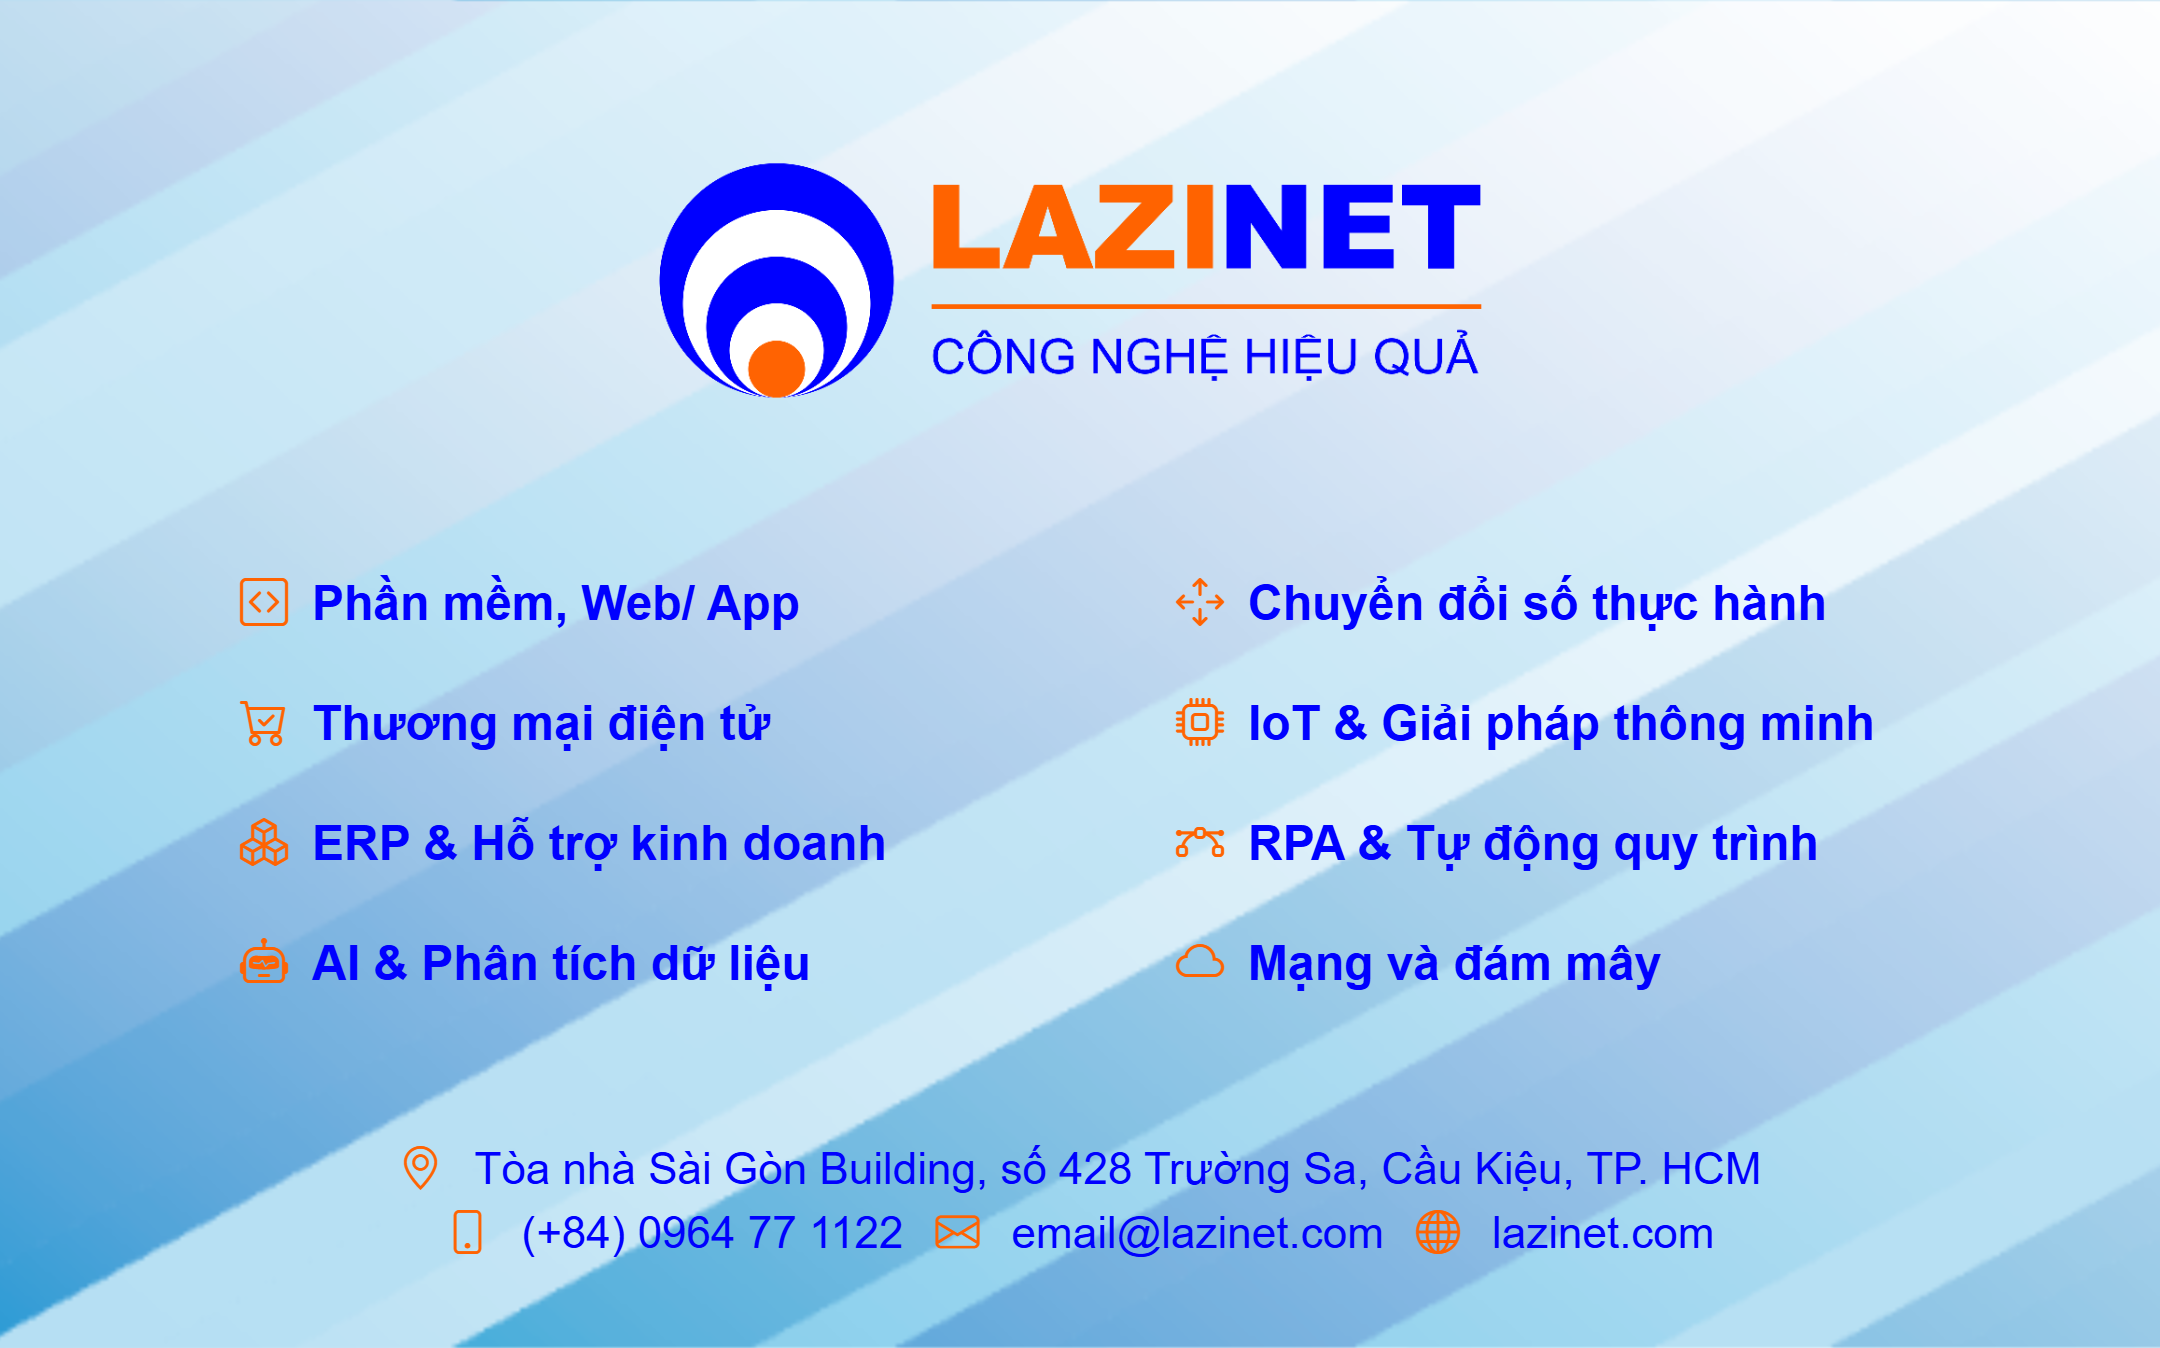 LAZINET
CÔNG NGHỆ HIỆU QUẢ
Phần mềm, Web/ App
Thương mại điện tử
ERP & Hỗ trợ kinh doanh
AI & Phân tích dữ liệu
Chuyển đổi số thực hành
IoT & Giải pháp thông minh
RPA & Tự động quy trình
Mạng và đám mây
Tòa nhà Sài Gòn Building, số 428 Trường Sa, Cầu Kiệu, TP. HCM
(+84) 0964 77 1122 email@lazinet.com lazinet.com